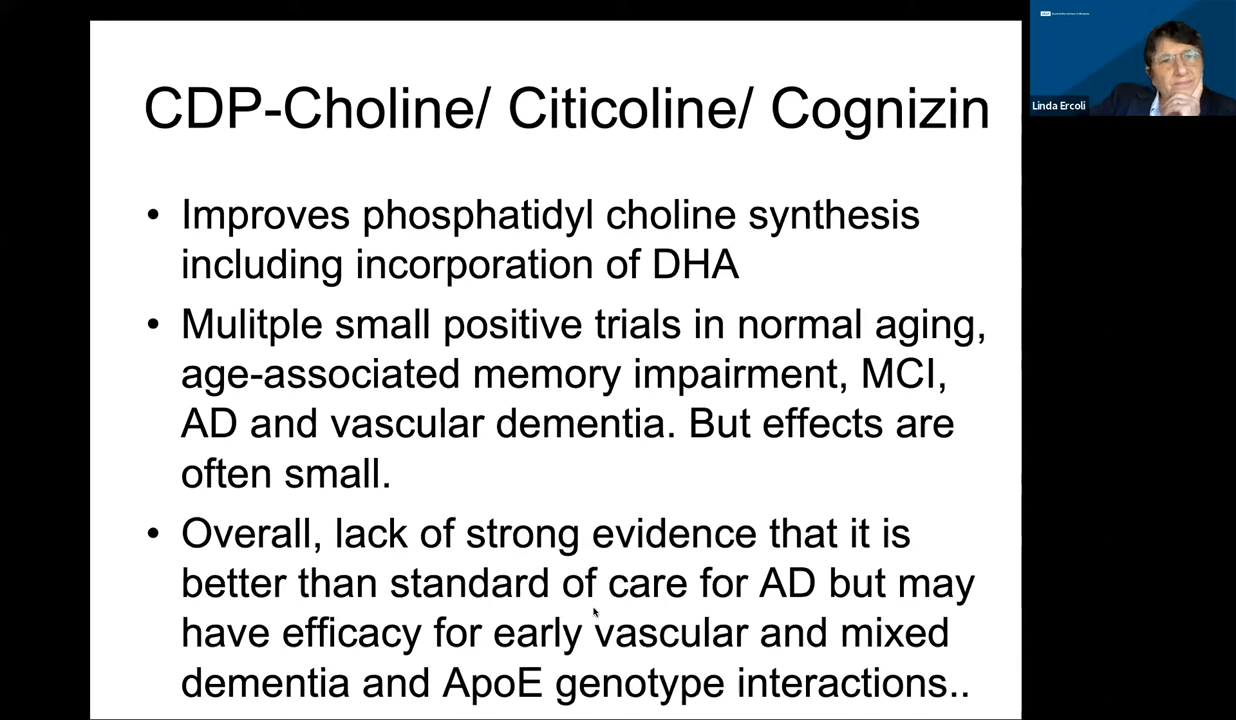 CDP-Choline/ Citicoline/ Cognizin
• Improves phosphatidyl choline synthesis
including incorporation of DHA
• Mulitple small positive trials in normal aging,
age-associated memory impairment, MCI,
AD and vascular dementia. But effects are
often small.
• Overall, lack of strong evidence that it is
better than standard of care for AD but may
have efficacy for early vascular and mixed
dementia and ApoE genotype interactions..
Linda Ercoli